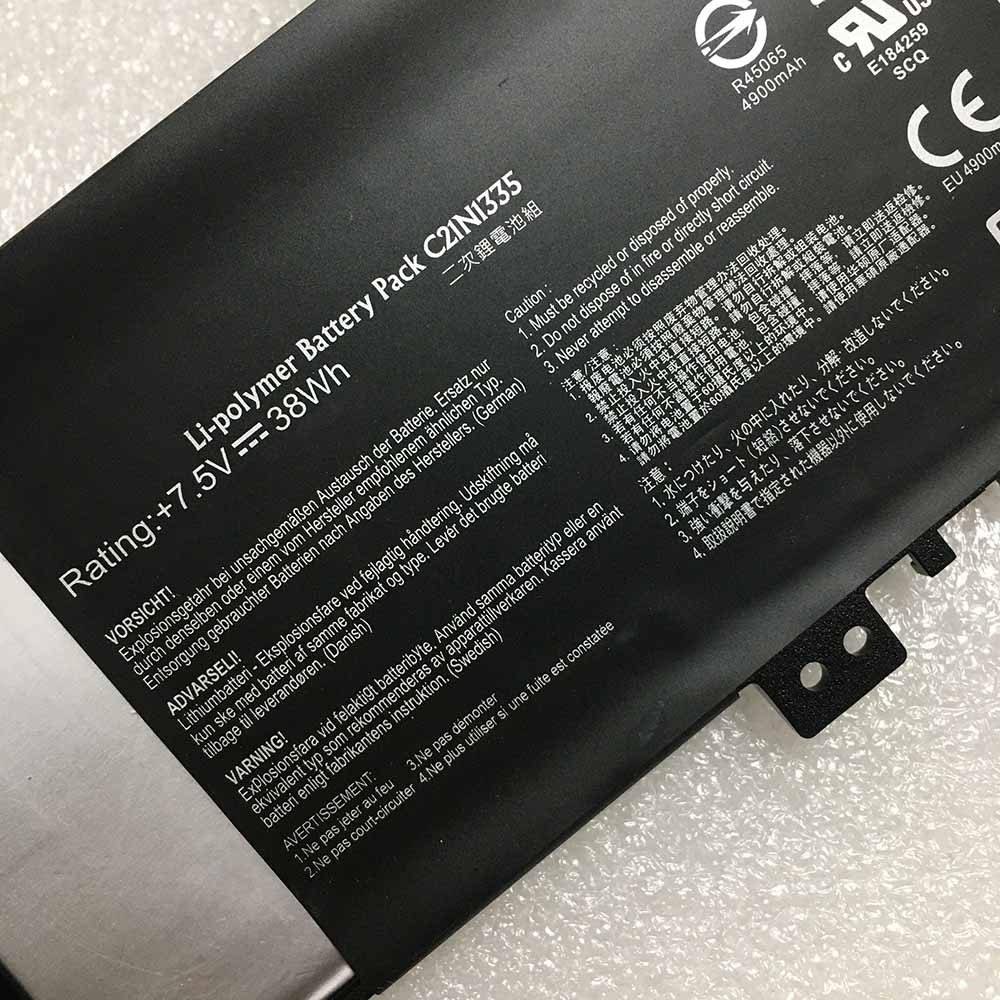 Li-polymer Battery Pack C21N1335
二次鋰電池組
Rating:+7.5V⎓38Wh
R45065
4900mAh
E184259
SCQ
CE
EU 4900m
VORSICHT!
Explosionsgefahr bei unsachgemäßen Austausch der Batterie. Ersatz nur
durch denselben oder einem vom Hersteller empfohlenem ähnlichen Typ.
Entsorgung gebrauchter Batterien nach Angaben des Herstellers. (German)
ADVARSEL!
Lithiumbatteri - Eksplosionsfare ved fejlagtig håndering. Udskiftning må
kun ske med batteri af samme fabrikat og type. Lever det brugte batteri
tilbage til leverandøren. (Danish)
VARNING!
Explosionsfara vid felaktigt batteribyte. Använd samma batterityp eller en
ekvivalent typ som rekommenderas av apparattillverkaren. Kassera använt
batteri enligt fabrikantens instruktion. (Swedish)
AVERTISSEMENT:
1.Ne pas jeter au feu
2.Ne pas court-circuiter
3.Ne pas démonter
4.Ne plus utiliser si une fuite est constatée
Caution :
1. Must be recycled or disposed of properly.
2. Do not dispose of in fire or directly short circuit.
3. Never attempt to disassemble or reassembly.
注意/注意:
1. 水につけたり、火の中に入れたり、分解 改造しないでください。
2. 端子をショート(短絡)させないでください。
3. 強い衝撃を与えたり、落下させないでください。
4. 取扱説明書で指定された機器以外に使用しないでください。